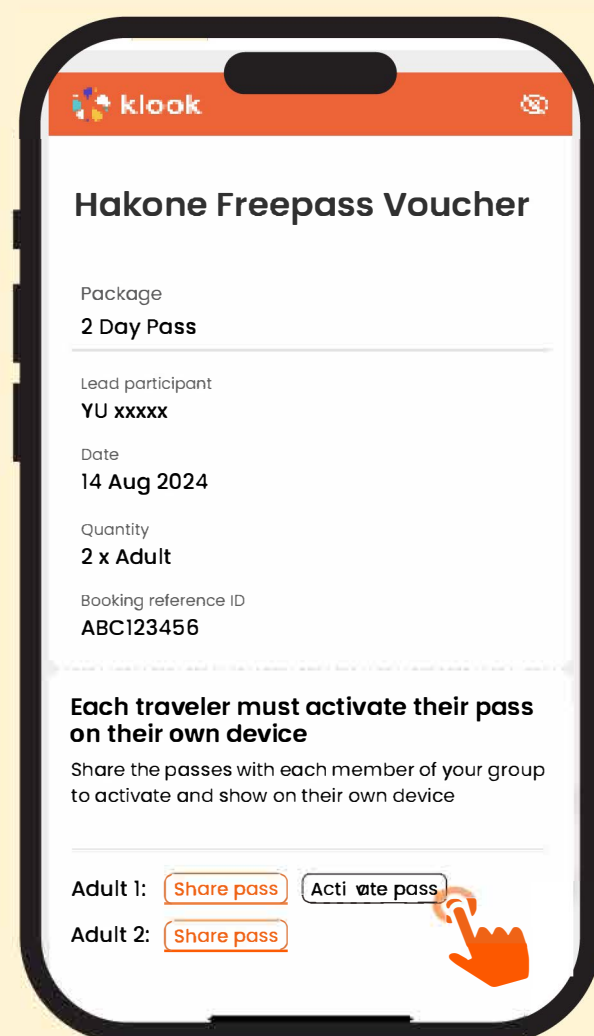 klook
Hakone Freepass Voucher
Package
2 Day Pass
Lead participant
YU xxxxx
Date
14 Aug 2024
Quantity
2 x Adult
Booking reference ID
ABC123456
Each traveler must activate their pass
on their own device
Share the passes with each member of your group
to activate and show on their own device
Adult 1: Share pass Acti vate pass
Adult 2: Share pass